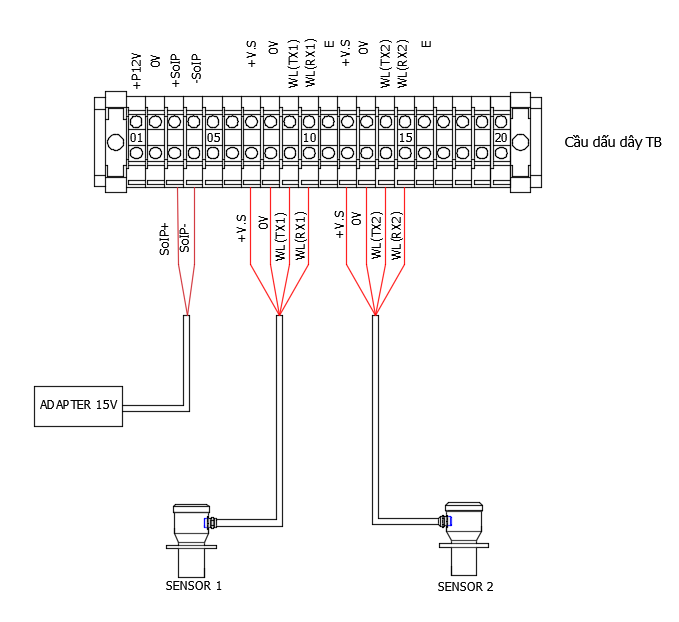 +P12V
0V
+SoIP
-SoIP
+V.S
0V
WL(TX1)
WL(RX1)
E
+V.S
0V
WL(TX2)
WL(RX2)
E
01
05
10
15
20
Cầu dấu dây TB
SoIP+
SoIP-
+V.S
0V
WL(TX1)
WL(RX1)
+V.S
0V
WL(TX2)
WL(RX2)
ADAPTER 15V
SENSOR 1
SENSOR 2